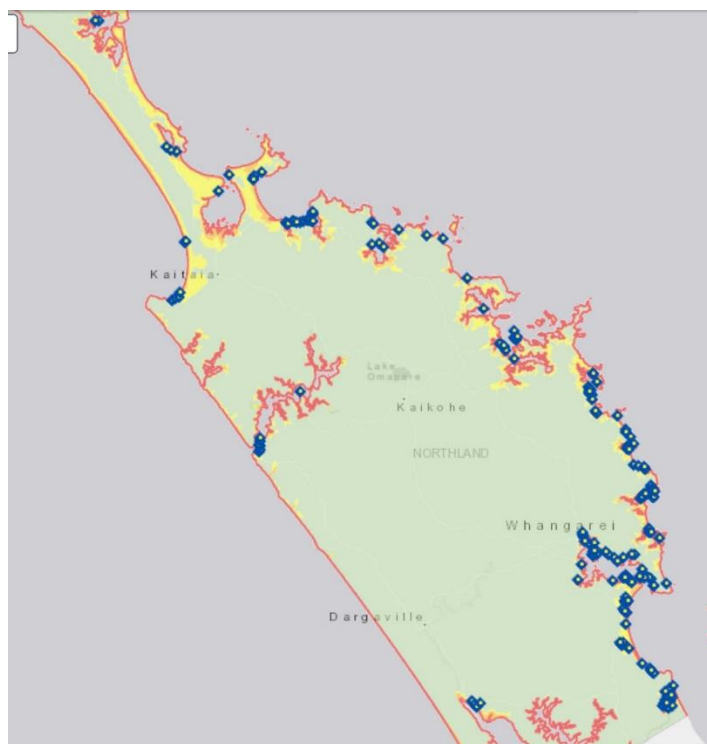 Kaitaia
Lake
Omapere
Kaikohe
NORTHLAND
Whangarei
Dargaville